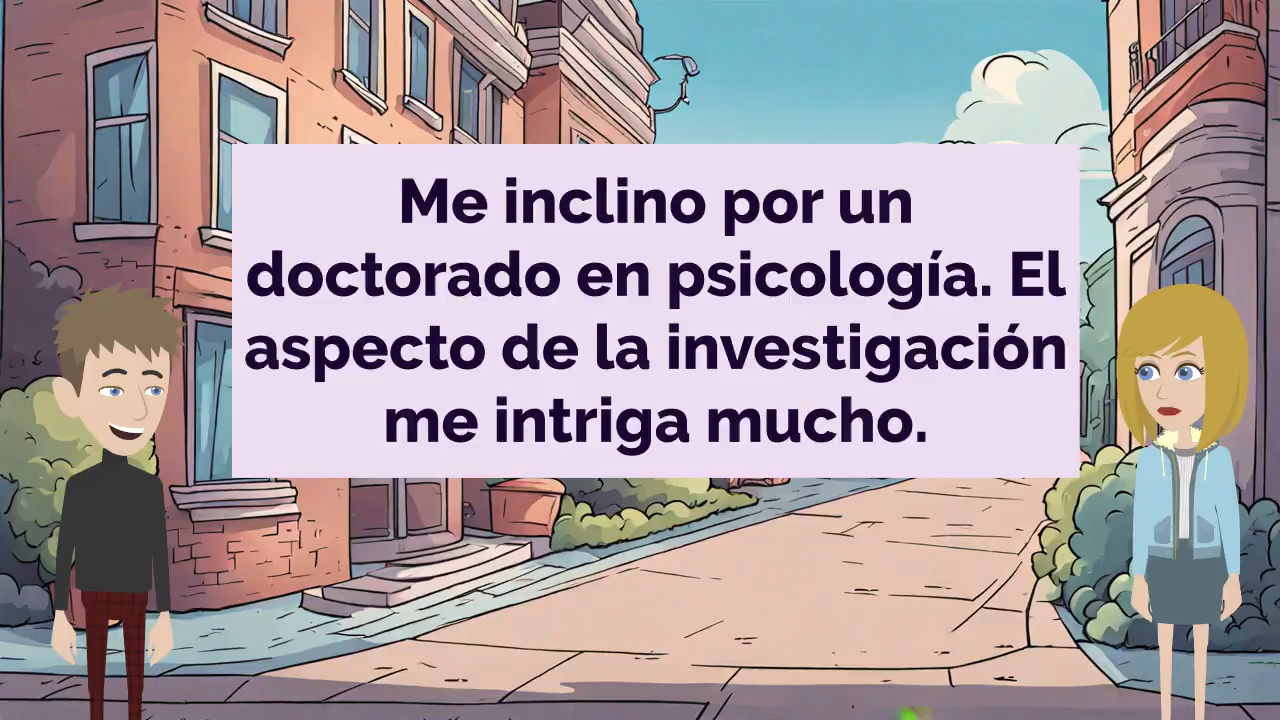 Me inclino por un
doctorado en psicología. El
aspecto de la investigación
me intriga mucho.